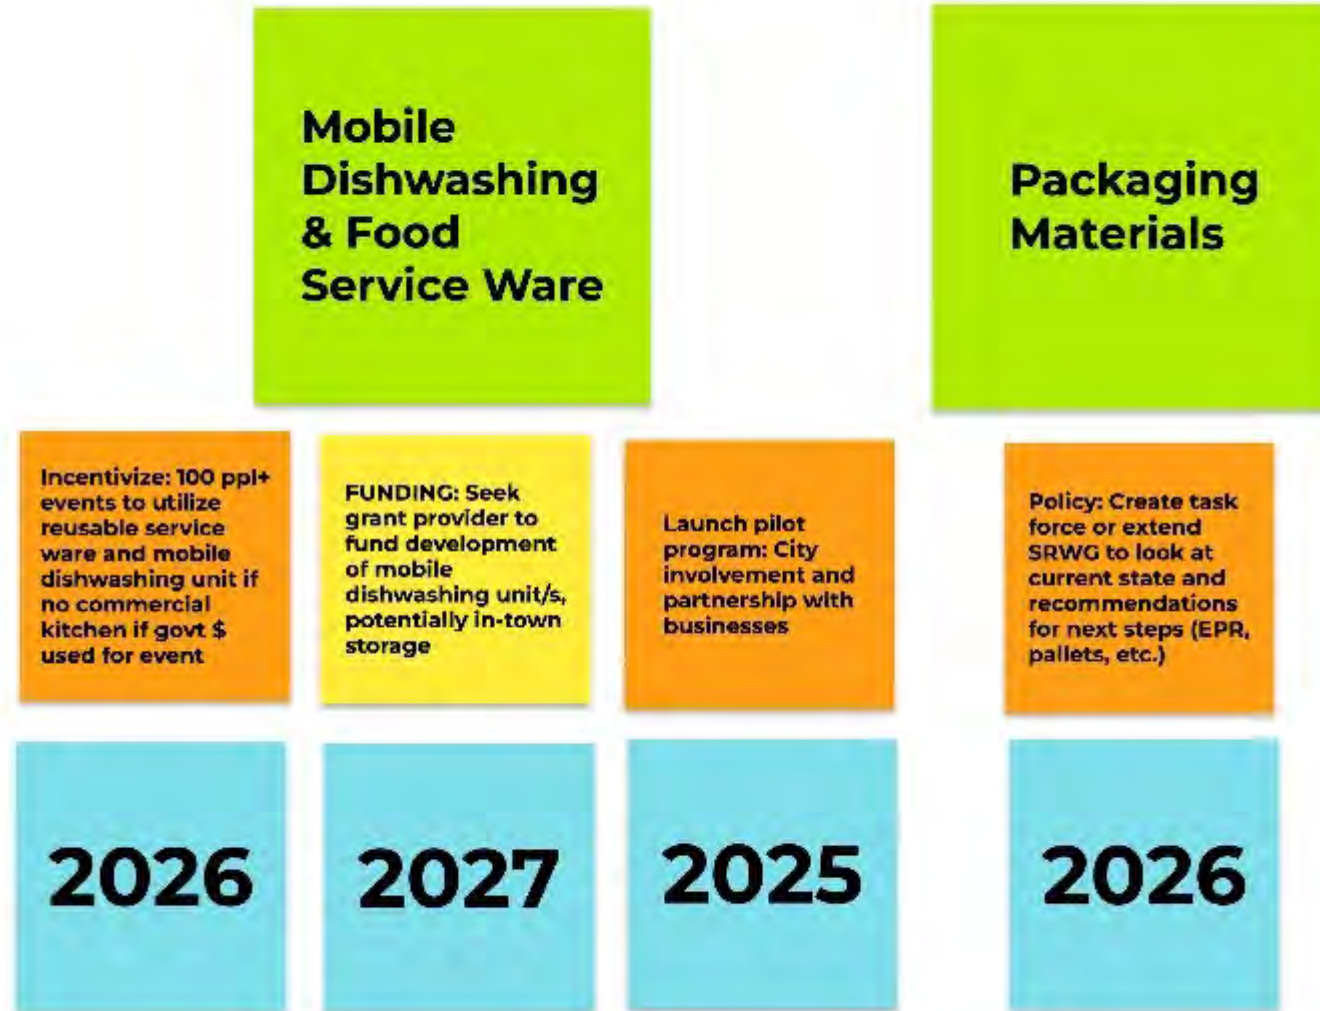 Mobile
Dishwashing
& Food
Service Ware
Packaging
Materials
Incentivize: 100 ppl+
events to utilize
reusable service
ware and mobile
dishwashing unit if
no commercial
kitchen if govt $
used for event
FUNDING: Seek
grant provider to
fund development
of mobile
dishwashing unit/s,
potentially in-town
storage
Launch pilot
program: City
involvement and
partnership with
businesses
Policy: Create task
force or extend
SRWG to look at
current state and
recommendations
for next steps (EPR,
pallets, etc.)
2026
2027
2025
2026